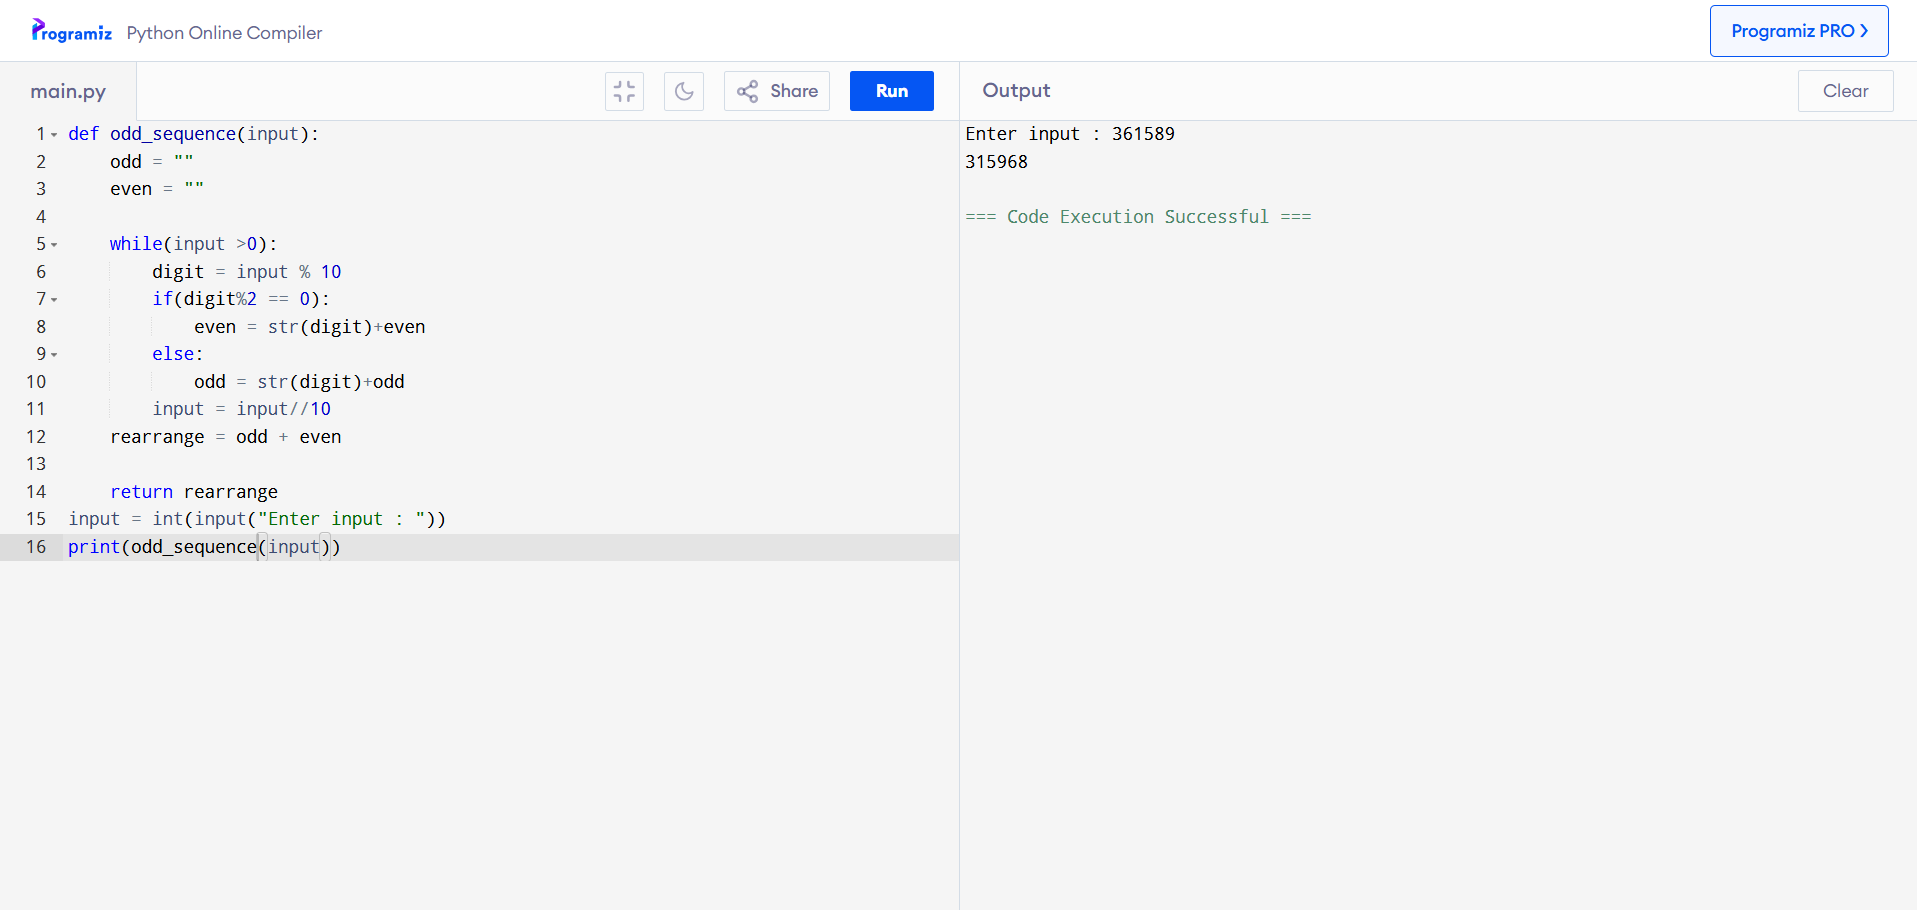 Programiz Python Online Compiler
Programiz PRO >
main.py
Share
Run
Output
Clear
1 def odd_sequence(input):
2     odd = ""
3     even = ""
4
5     while(input >0):
6         digit = input % 10
7         if(digit%2 == 0):
8             even = str(digit)+even
9         else:
10             odd = str(digit)+odd
11         input = input//10
12     rearrange = odd + even
13
14     return rearrange
15 input = int(input("Enter input : "))
16 print(odd_sequence(input))
Enter input : 361589
315968
=== Code Execution Successful ===